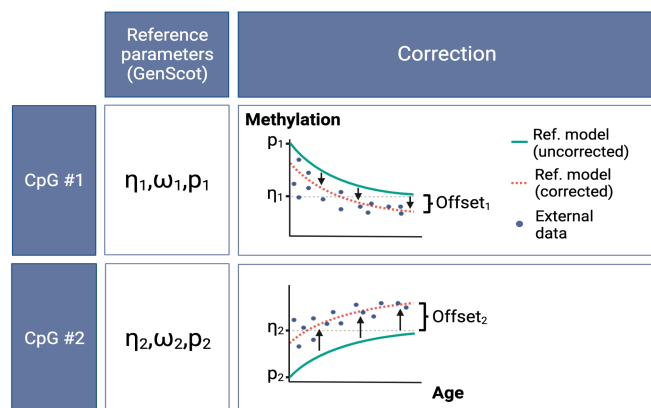 Reference
parameters
(GenScot)
Correction
CpG #1
η₁,ω₁,p₁
Methylation
p₁
η₁
Offset₁
Ref. model
(uncorrected)
Ref. model
(corrected)
External
data
CpG #2
η₂,ω₂,p₂
η₂
p₂
Offset₂
Age